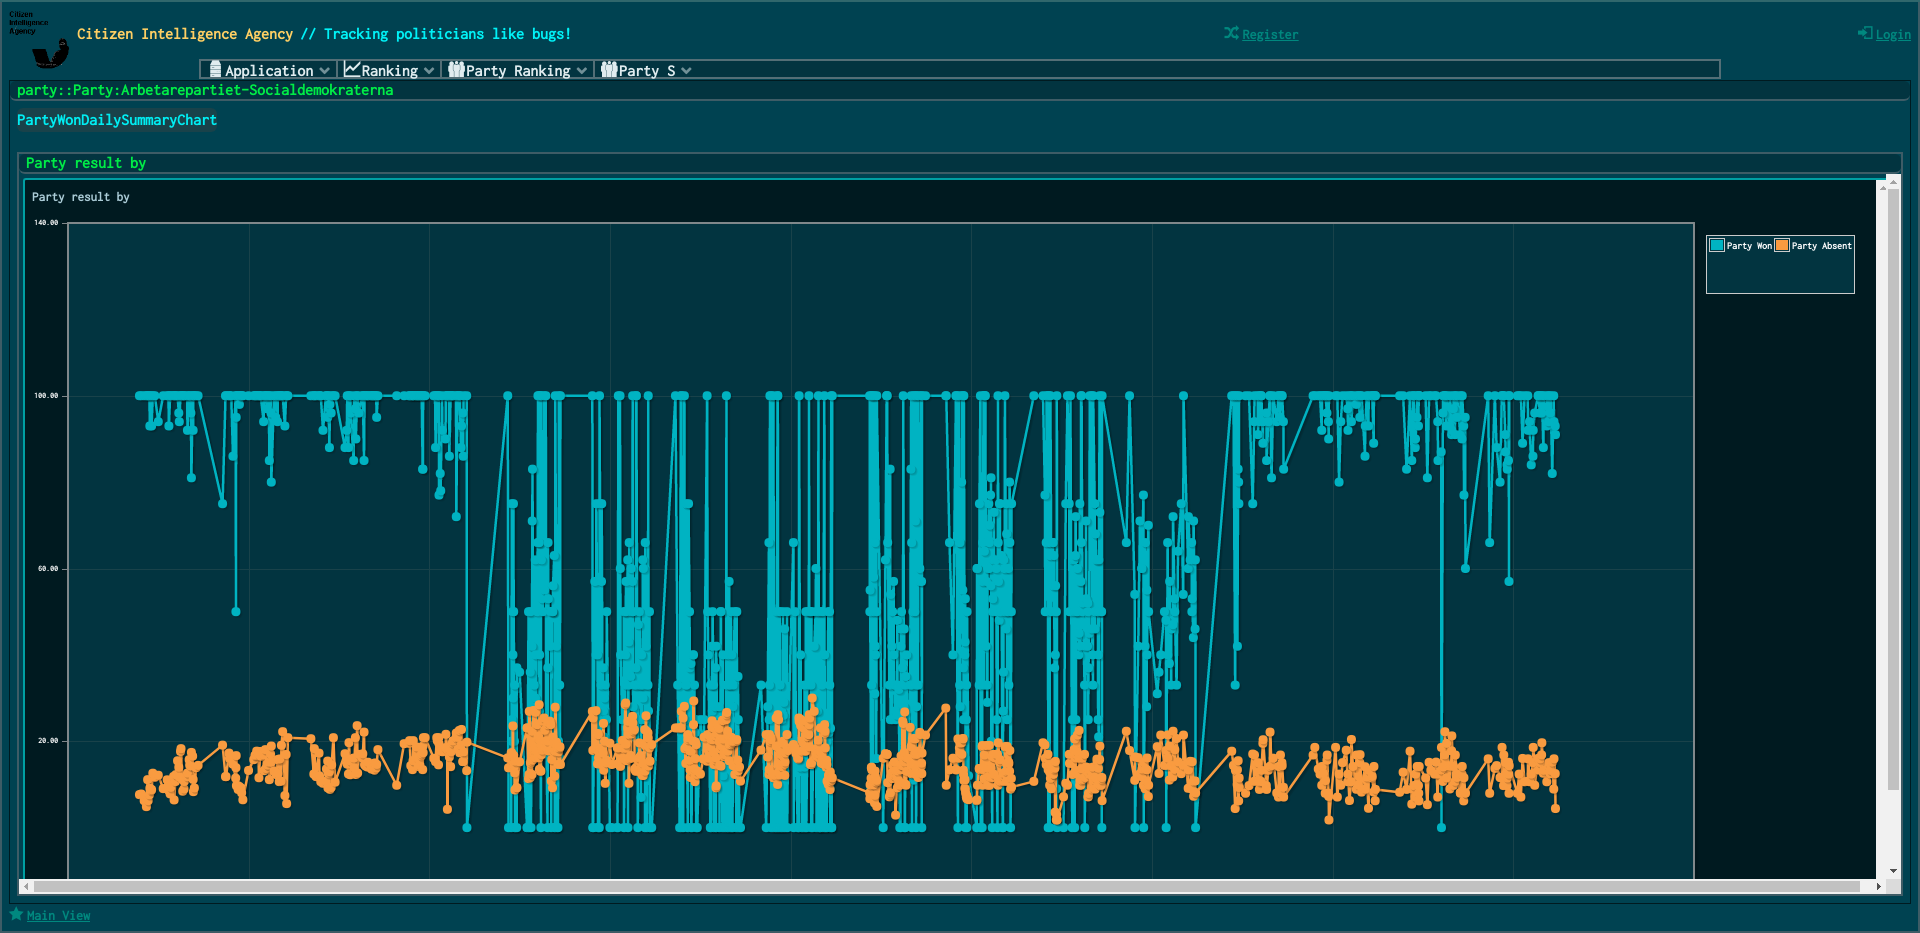 Citizen
Intelligence
Agency
Citizen Intelligence Agency // Tracking politicians like bugs!
Register
Login
Application
Ranking
Party Ranking
Party S
party::Party:Arbetarepartiet-Socialdemokraterna
PartyWonDailySummaryChart
Party result by
Party result by
140.00
100.00
60.00
20.00
Party Won
Party Absent
Main View